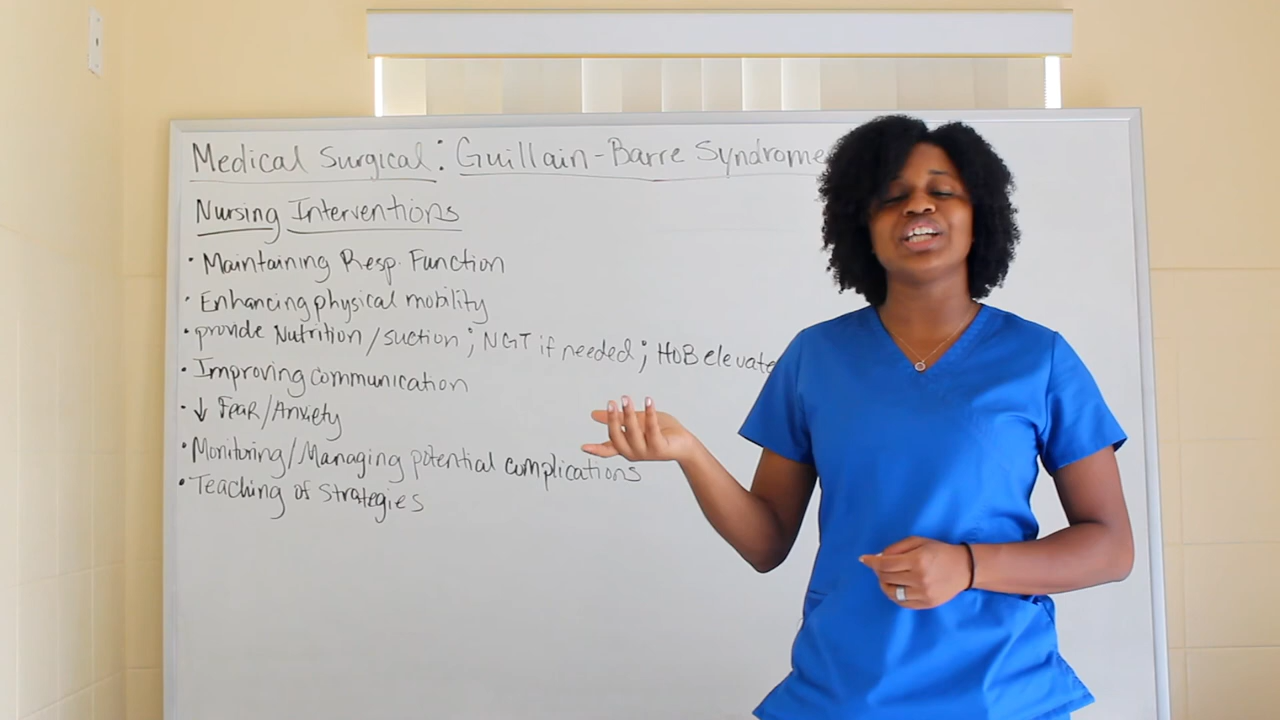 Medical Surgical: Guillain-Barre Syndrome
Nursing Interventions
• Maintaining Resp. Function
• Enhancing physical mobility
• provide Nutrition/suction; NGT if needed; HOB elevate
• Improving communication
• ↓ Fear/Anxiety
• Monitoring/Managing potential complications
• Teaching of strategies